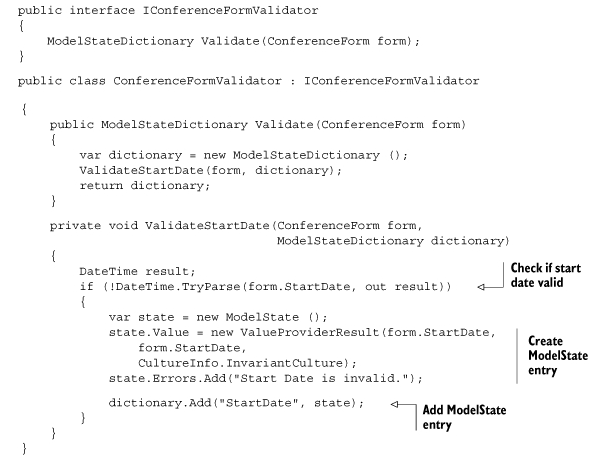 public interface IConferenceFormValidator
{
ModelStateDictionary Validate(ConferenceForm form);
}
public class ConferenceFormValidator : IConferenceFormValidator
{
public ModelStateDictionary Validate(ConferenceForm form)
{
var dictionary = new ModelStateDictionary ();
ValidateStartDate(form, dictionary);
return dictionary;
}
private void ValidateStartDate(ConferenceForm form,
ModelStateDictionary dictionary)
{
DateTime result;
if (!DateTime.TryParse(form.StartDate, out result))
Check if start
date valid
{
var state = new ModelState ();
state.Value = new ValueProviderResult(form.StartDate,
form.StartDate,
CultureInfo.InvariantCulture);
state.Errors.Add("Start Date is invalid.");
Create
ModelState
entry
dictionary.Add("StartDate", state);
Add ModelState
entry
}
}
}